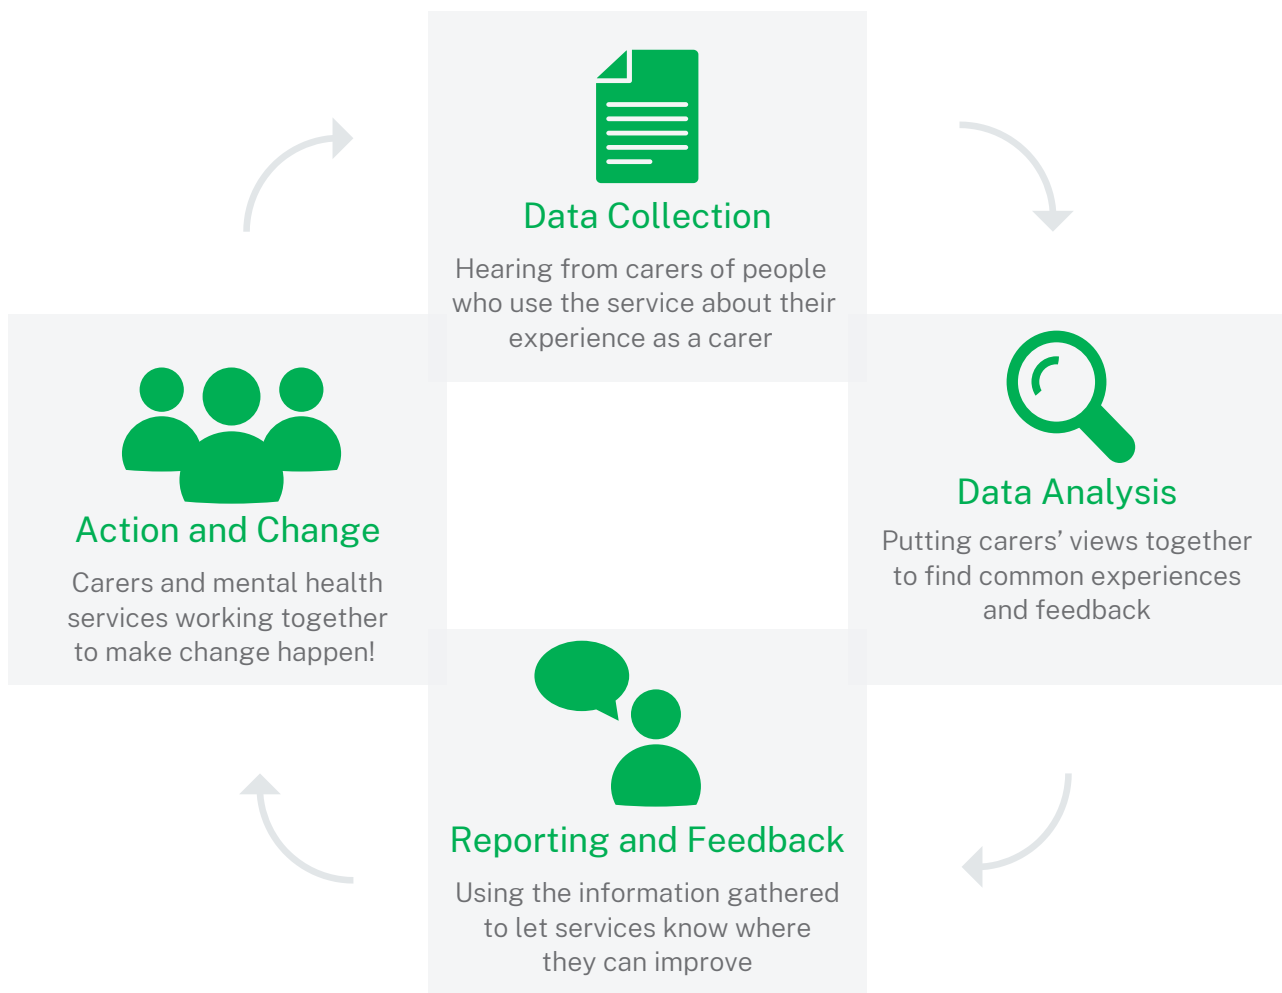 Data Collection
Hearing from carers of people
who use the service about their
experience as a carer
Data Analysis
Putting carers’ views together
to find common experiences
and feedback
Reporting and Feedback
Using the information gathered
to let services know where
they can improve
Action and Change
Carers and mental health
services working together
to make change happen!